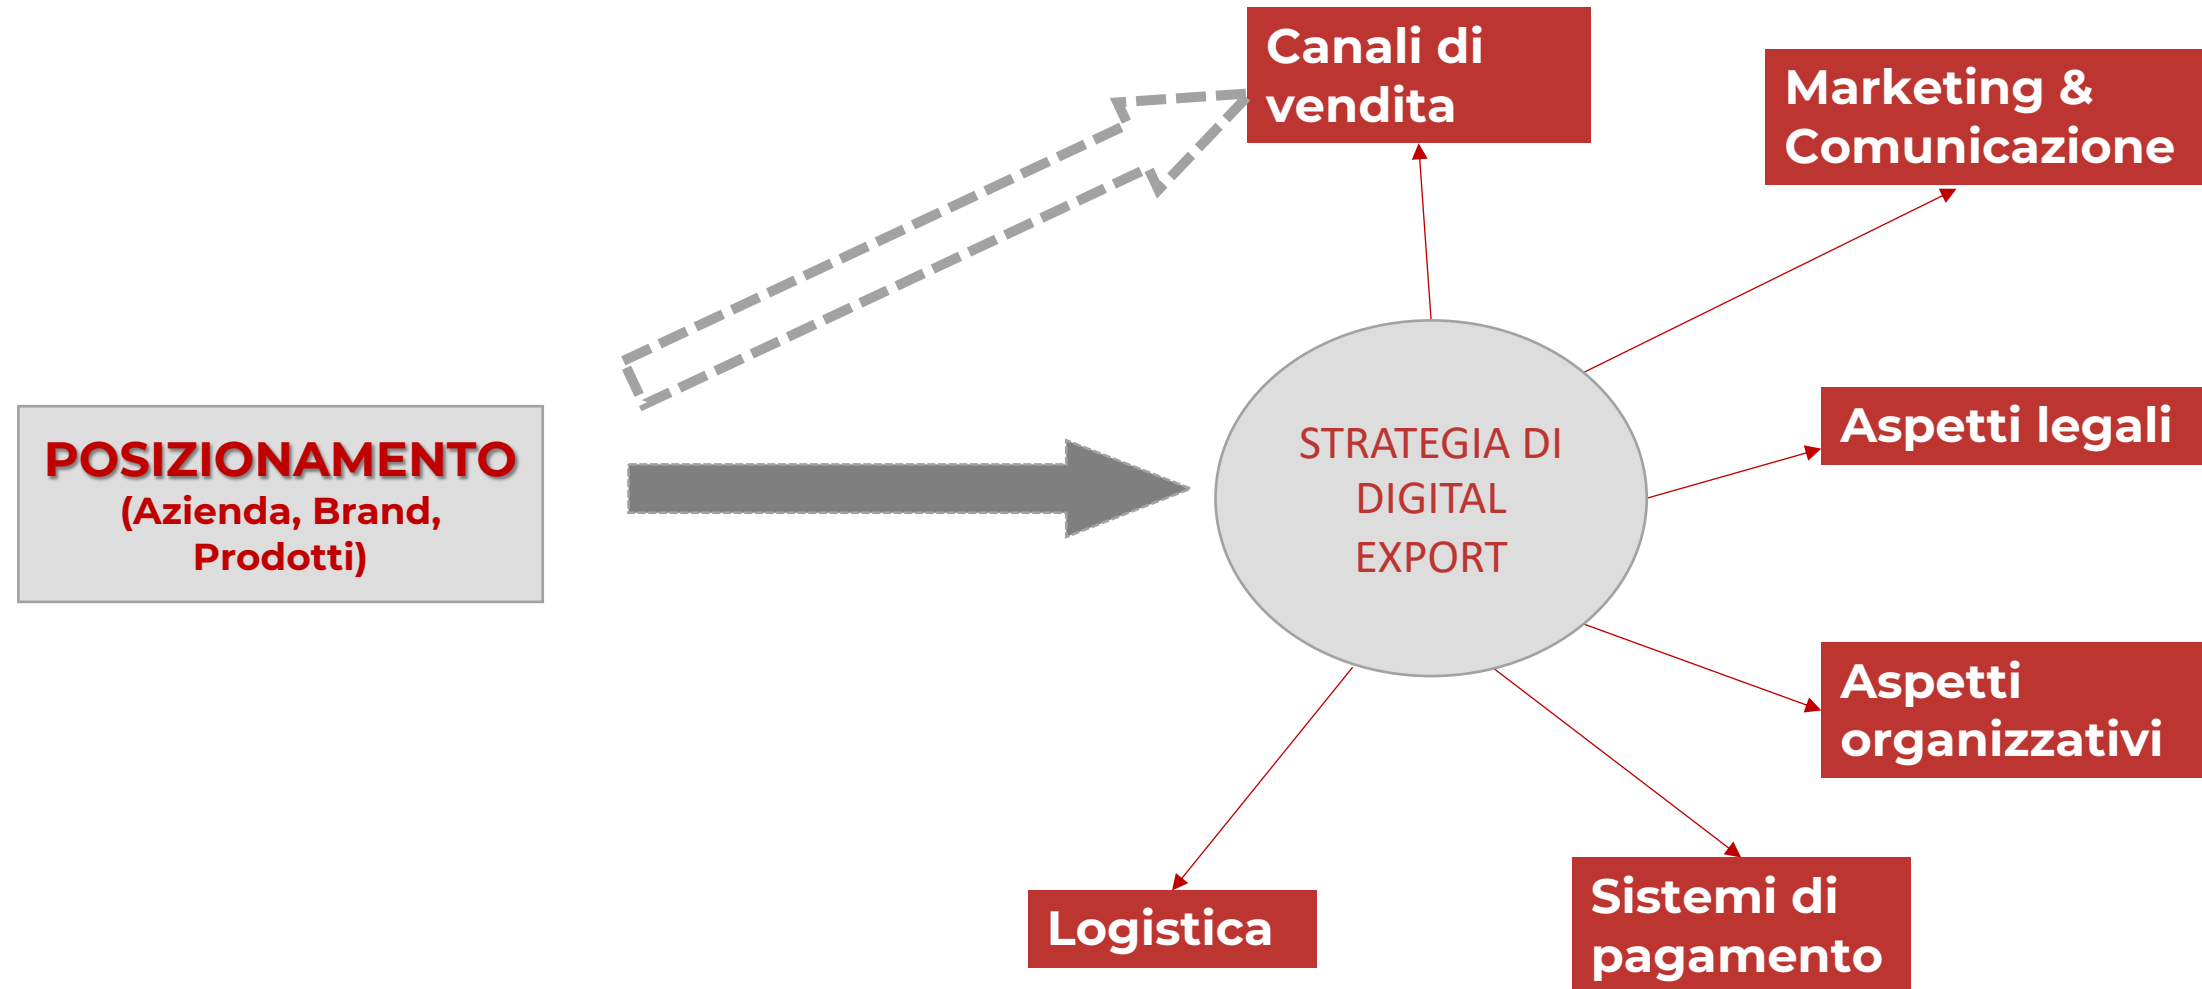 Canali di
vendita
Marketing &
Comunicazione
POSIZIONAMENTO
(Azienda, Brand,
Prodotti)
STRATEGIA DI
DIGITAL
EXPORT
Aspetti legali
Aspetti
organizzativi
Logistica
Sistemi di
pagamento